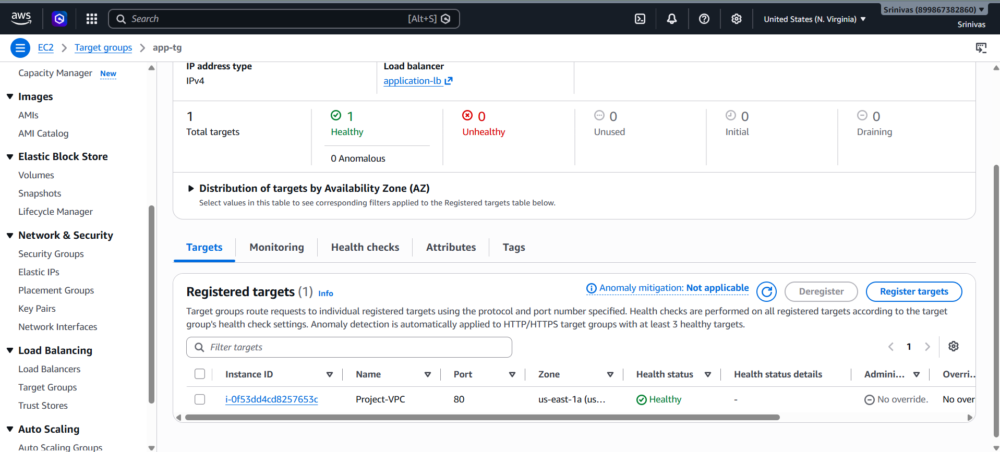 aws
Search [Alt+S]
United States (N. Virginia)
Srinivas (899867382860)
Srinivas
EC2 Target groups app-tg
Capacity Manager New
Images
AMIs
AMI Catalog
Elastic Block Store
Volumes
Snapshots
Lifecycle Manager
Network & Security
Security Groups
Elastic IPs
Placement Groups
Key Pairs
Network Interfaces
Load Balancing
Load Balancers
Target Groups
Trust Stores
Auto Scaling
Auto Scaling Groups
IP address type
IPv4
Load balancer
application-lb
1
Total targets
1
Healthy
0 Anomalous
0
Unhealthy
0
Unused
0
Initial
0
Draining
Distribution of targets by Availability Zone (AZ)
Select values in this table to see corresponding filters applied to the Registered targets table below.
Targets Monitoring Health checks Attributes Tags
Registered targets (1) Info
Anomaly mitigation: Not applicable
Deregister
Register targets
Target groups route requests to individual registered targets using the protocol and port number specified. Health checks are performed on all registered targets according to the target
group's health check settings. Anomaly detection is automatically applied to HTTP/HTTPS target groups with at least 3 healthy targets.
Filter targets
1
Instance ID Name Port Zone Health status Health status details Admini... Overri..
i-0f53dd4cd8257653c Project-VPC 80 us-east-1a (us... Healthy - No override. No over